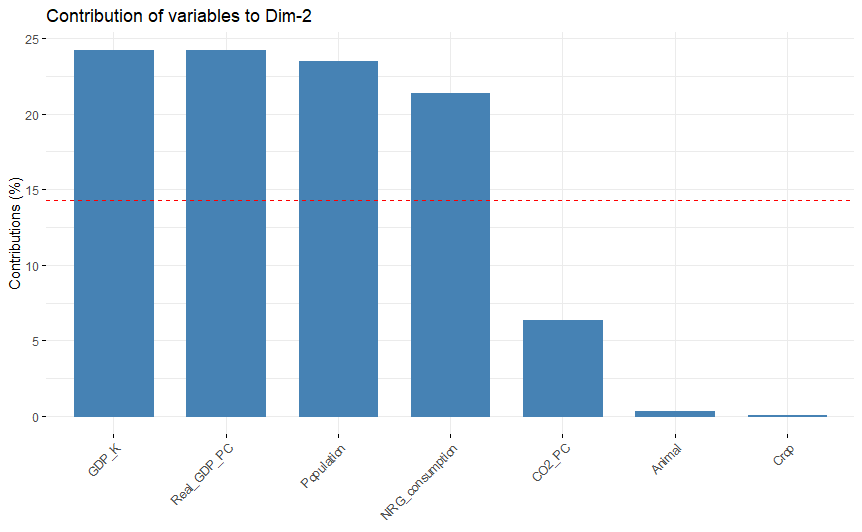 Contribution of variables to Dim-2
Contributions (%)
25
20
15
10
5
0
GDP_K
Real_GDP_PC
Population
NRG_consumption
CO2_PC
Animal
Crop